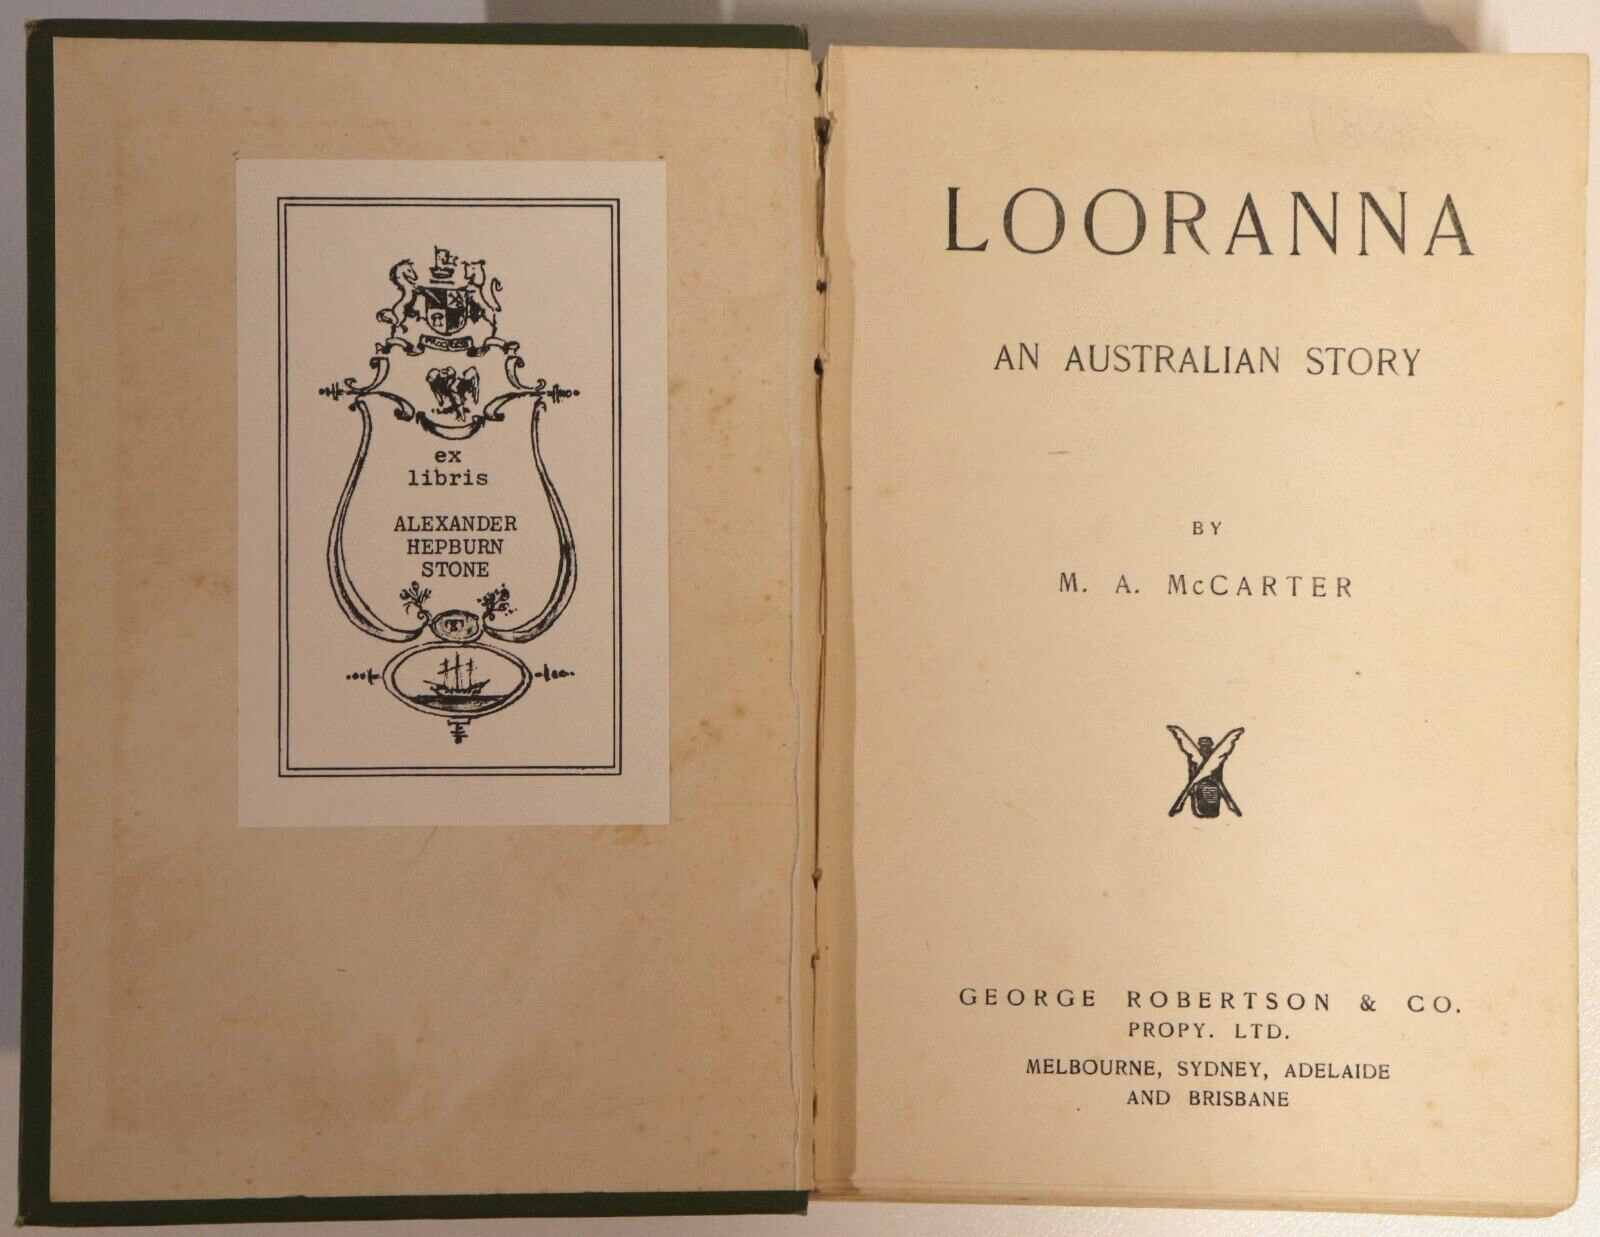 ex
libris
ALEXANDER
HEPBURN
STONE
LOORANNA
AN AUSTRALIAN STORY
BY
M. A. McCARTER
GEORGE ROBERTSON & CO.
PROPY. LTD.
MELBOURNE, SYDNEY, ADELAIDE
AND BRISBANE